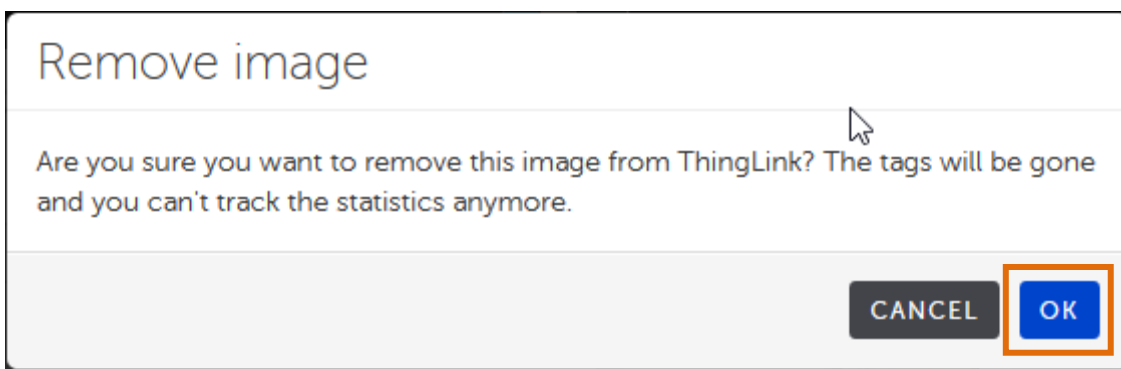 Remove image
Are you sure you want to remove this image from ThingLink? The tags will be gone
and you can't track the statistics anymore.
CANCEL OK